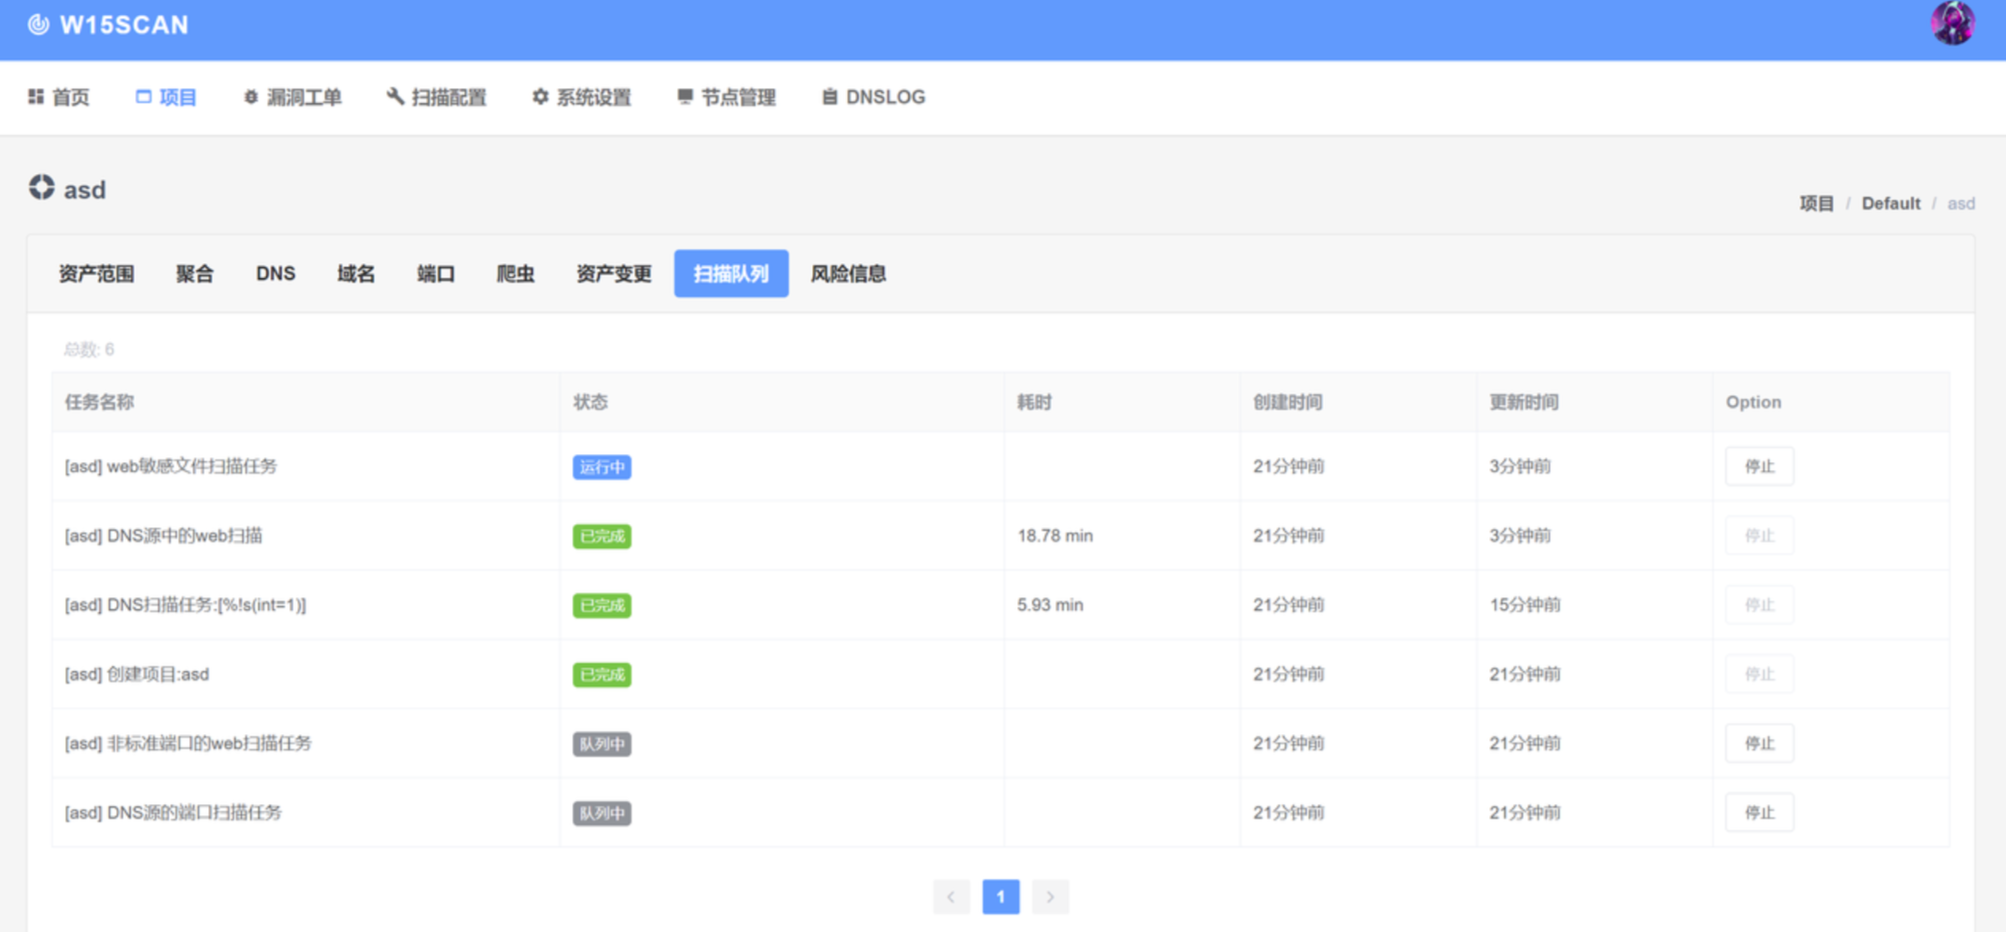 W15SCAN
首页 项目 漏洞工单 扫描配置 系统设置 节点管理 DNSLOG
asd
项目 / Default / asd
资产范围 聚合 DNS 域名 端口 爬虫 资产变更 扫描队列 风险信息
总数: 6
任务名称 状态 耗时 创建时间 更新时间 Option
[asd] web敏感文件扫描任务 运行中 21分钟前 3分钟前 停止
[asd] DNS源中的web扫描 已完成 18.78 min 21分钟前 3分钟前 停止
[asd] DNS扫描任务:[%!s(int=1)] 已完成 5.93 min 21分钟前 15分钟前 停止
[asd] 创建项目:asd 已完成 21分钟前 21分钟前 停止
[asd] 非标准端口的web扫描任务 队列中 21分钟前 21分钟前 停止
[asd] DNS源的端口扫描任务 队列中 21分钟前 21分钟前 停止
< 1 >